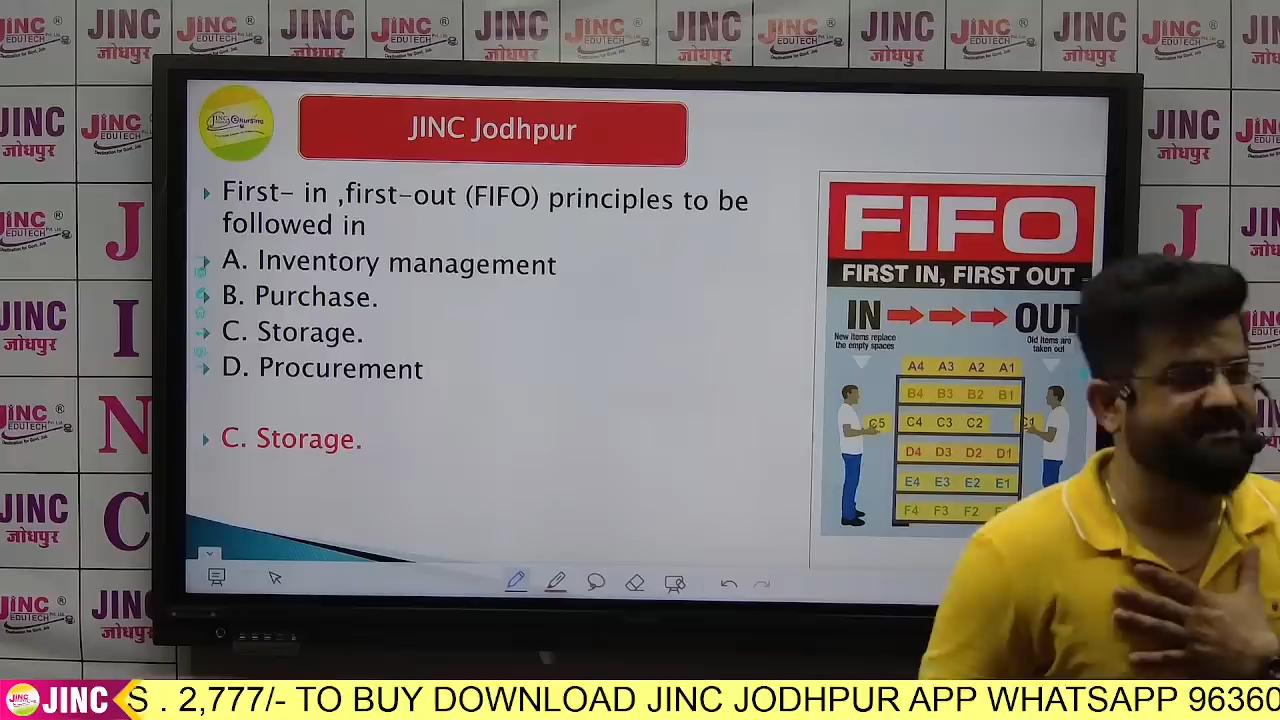 JINC Jodhpur
First- in ,first-out (FIFO) principles to be
followed in
A. Inventory management
B. Purchase.
C. Storage.
D. Procurement
C. Storage.
FIFO
FIRST IN, FIRST OUT
IN OUT
New items replace
the empty spaces
Old items are
taken out
A4 A3 A2 A1
B4 B3 B2 B1
C5 C4 C3 C2 C1
D4 D3 D2 D1
E4 E3 E2 E1
F4 F3 F2
JINC
EDUTECH
जोधपुर
J
I
N
C
JINC S . 2,777/- TO BUY DOWNLOAD JINC JODHPUR APP WHATSAPP 96360